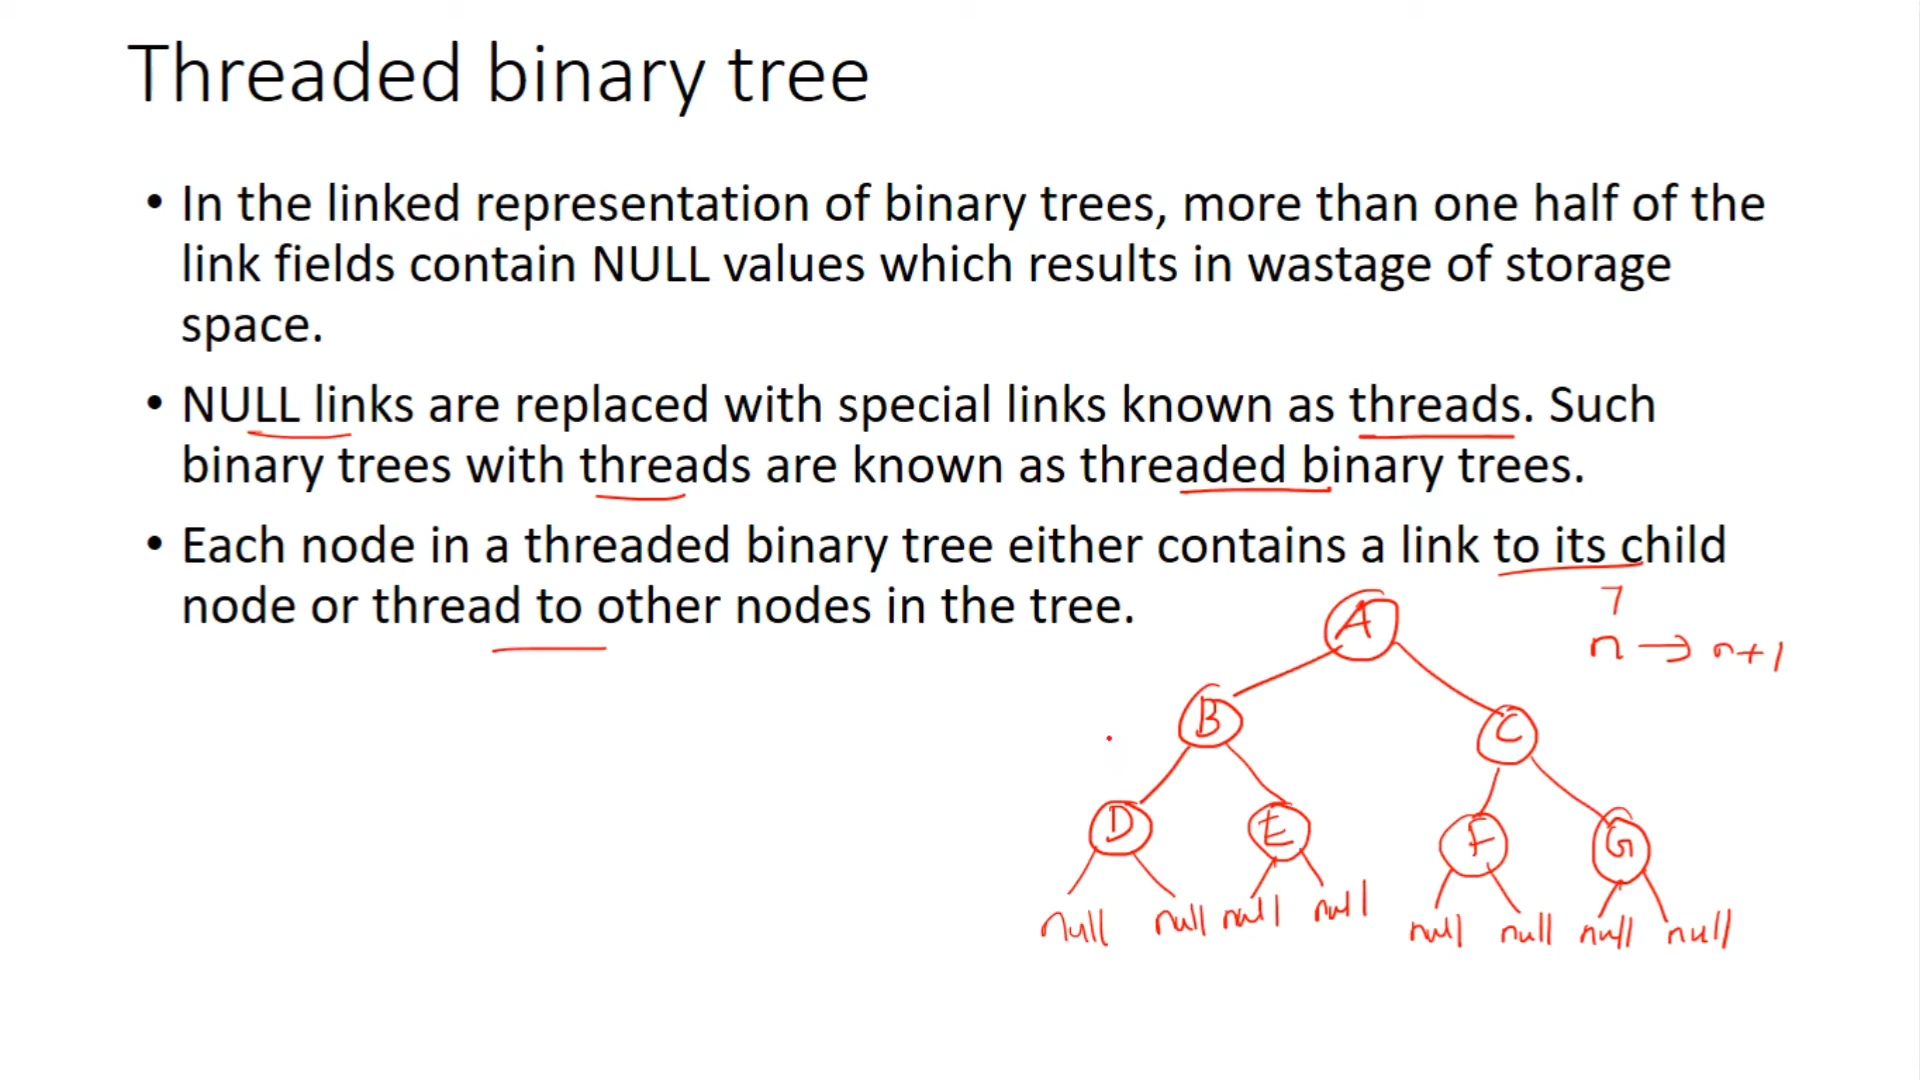 Threaded binary tree
• In the linked representation of binary trees, more than one half of the
link fields contain NULL values which results in wastage of storage
space.
• NULL links are replaced with special links known as threads. Such
binary trees with threads are known as threaded binary trees.
• Each node in a threaded binary tree either contains a link to its child
node or thread to other nodes in the tree.
7
n → n+1
A
B C
D E F G
null null null null null null null null